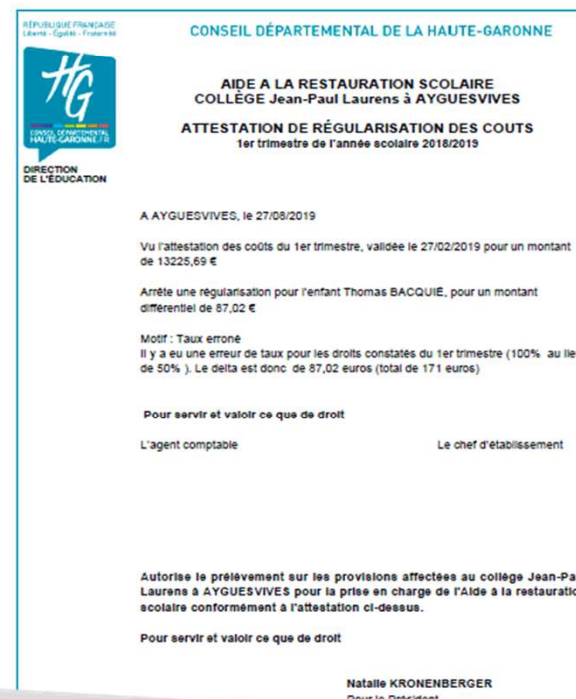 RÉPUBLIQUE FRANÇAISE
Liberté - Égalité - Fraternité
CONSEIL DÉPARTEMENTAL DE LA HAUTE-GARONNE
HG
CONSEIL DÉPARTEMENTAL
HAUTE-GARONNE.FR
AIDE A LA RESTAURATION SCOLAIRE
COLLÈGE Jean-Paul Laurens à AYGUESVIVES
ATTESTATION DE RÉGULARISATION DES COUTS
1er trimestre de l'année scolaire 2018/2019
DIRECTION
DE L'ÉDUCATION
A AYGUESVIVES, le 27/08/2019
Vu l'attestation des coûts du 1er trimestre, validée le 27/02/2019 pour un montant
de 13225,69 €
Arrête une régularisation pour l'enfant Thomas BACQUIÉ, pour un montant
différentiel de 87,02 €
Motif : Taux erroné
Il y a eu une erreur de taux pour les droits constatés du 1er trimestre (100% au lie
de 50% ). Le delta est donc de 87,02 euros (total de 171 euros)
Pour servir et valoir ce que de droit
L'agent comptable Le chef d'établissement
Autorise le prélèvement sur les provisions affectées au collège Jean-Pa
Laurens à AYGUESVIVES pour la prise en charge de l'Aide à la restauratio
scolaire conformément à l'attestation ci-dessus.
Pour servir et valoir ce que de droit
Natalie KRONENBERGER
Pour le Président